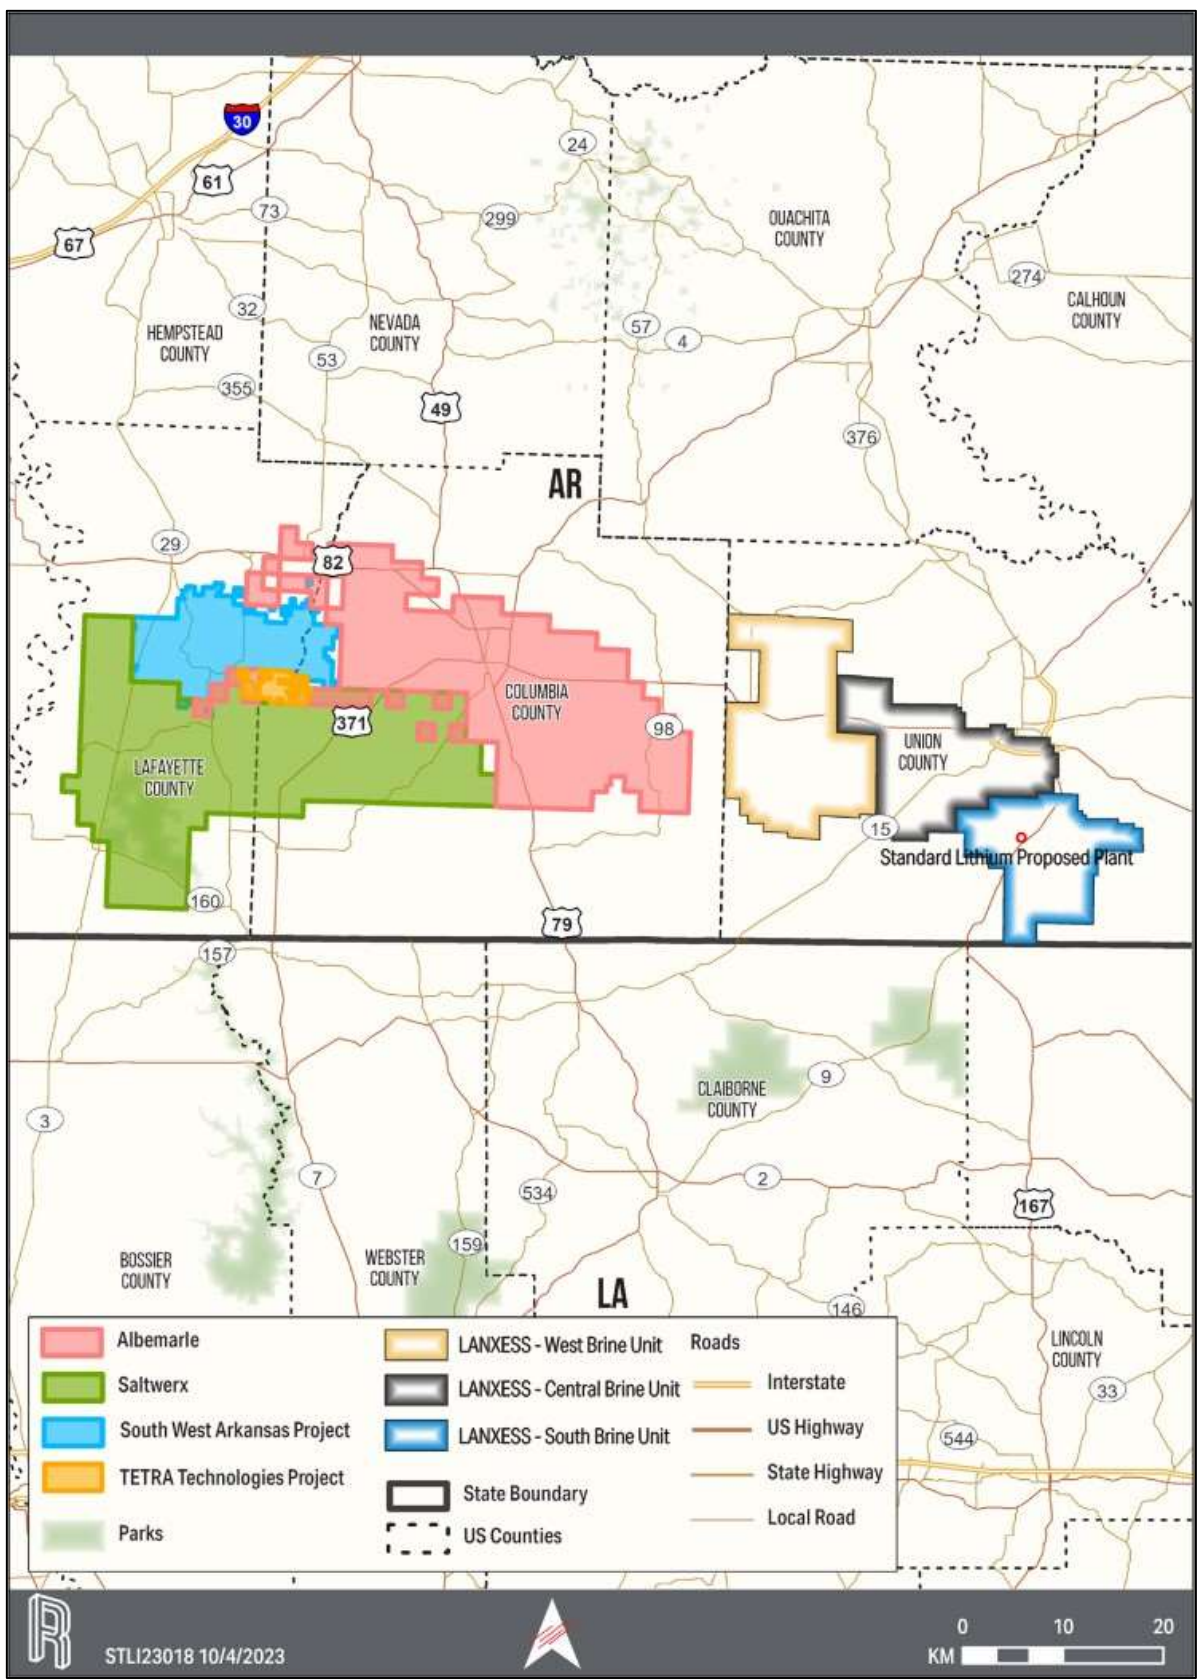 30
24
61
73
299
OUACHITA
COUNTY
67
274
32
CALHOUN
COUNTY
HEMPSTEAD
COUNTY
NEVADA
COUNTY
57
4
53
355
49
376
AR
29
82
COLUMBIA
COUNTY
371
98
UNION
COUNTY
LAFAYETTE
COUNTY
15
Standard Lithium Proposed Plant
160
79
157
CLAIBORNE
COUNTY
9
3
7
2
534
167
159
BOSSIER
COUNTY
WEBSTER
COUNTY
LA
146
LINCOLN
COUNTY
33
544
Albemarle
Saltwerx
South West Arkansas Project
TETRA Technologies Project
Parks
LANXESS - West Brine Unit
LANXESS - Central Brine Unit
LANXESS - South Brine Unit
State Boundary
US Counties
Roads
Interstate
US Highway
State Highway
Local Road
STLI23018 10/4/2023
0 10 20
KM